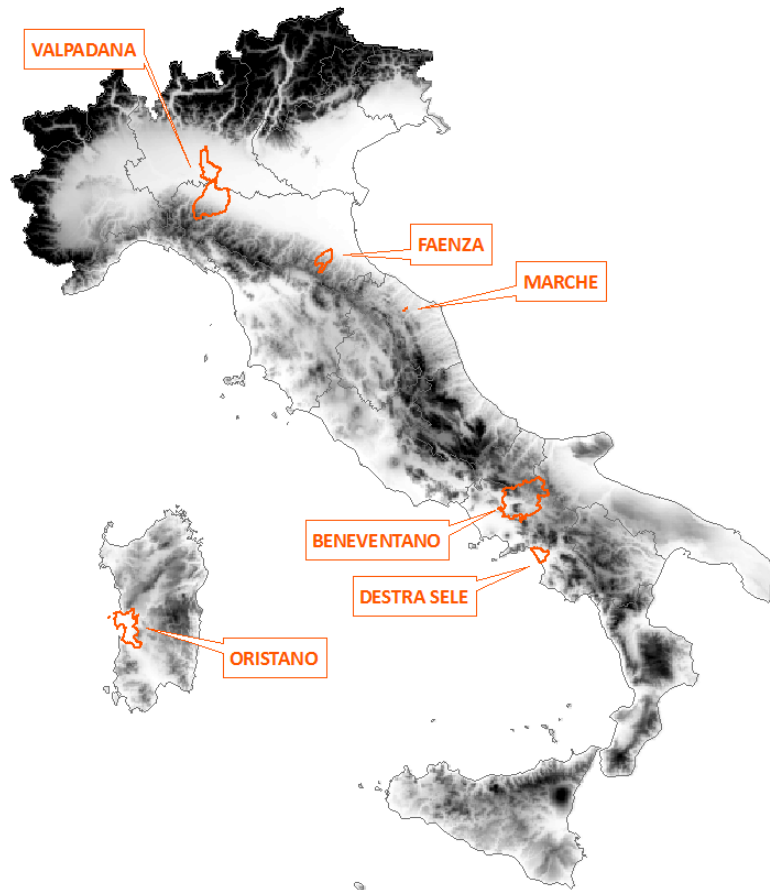 VALPADANA
FAENZA
MARCHE
BENEVENTANO
DESTRA SELE
ORISTANO